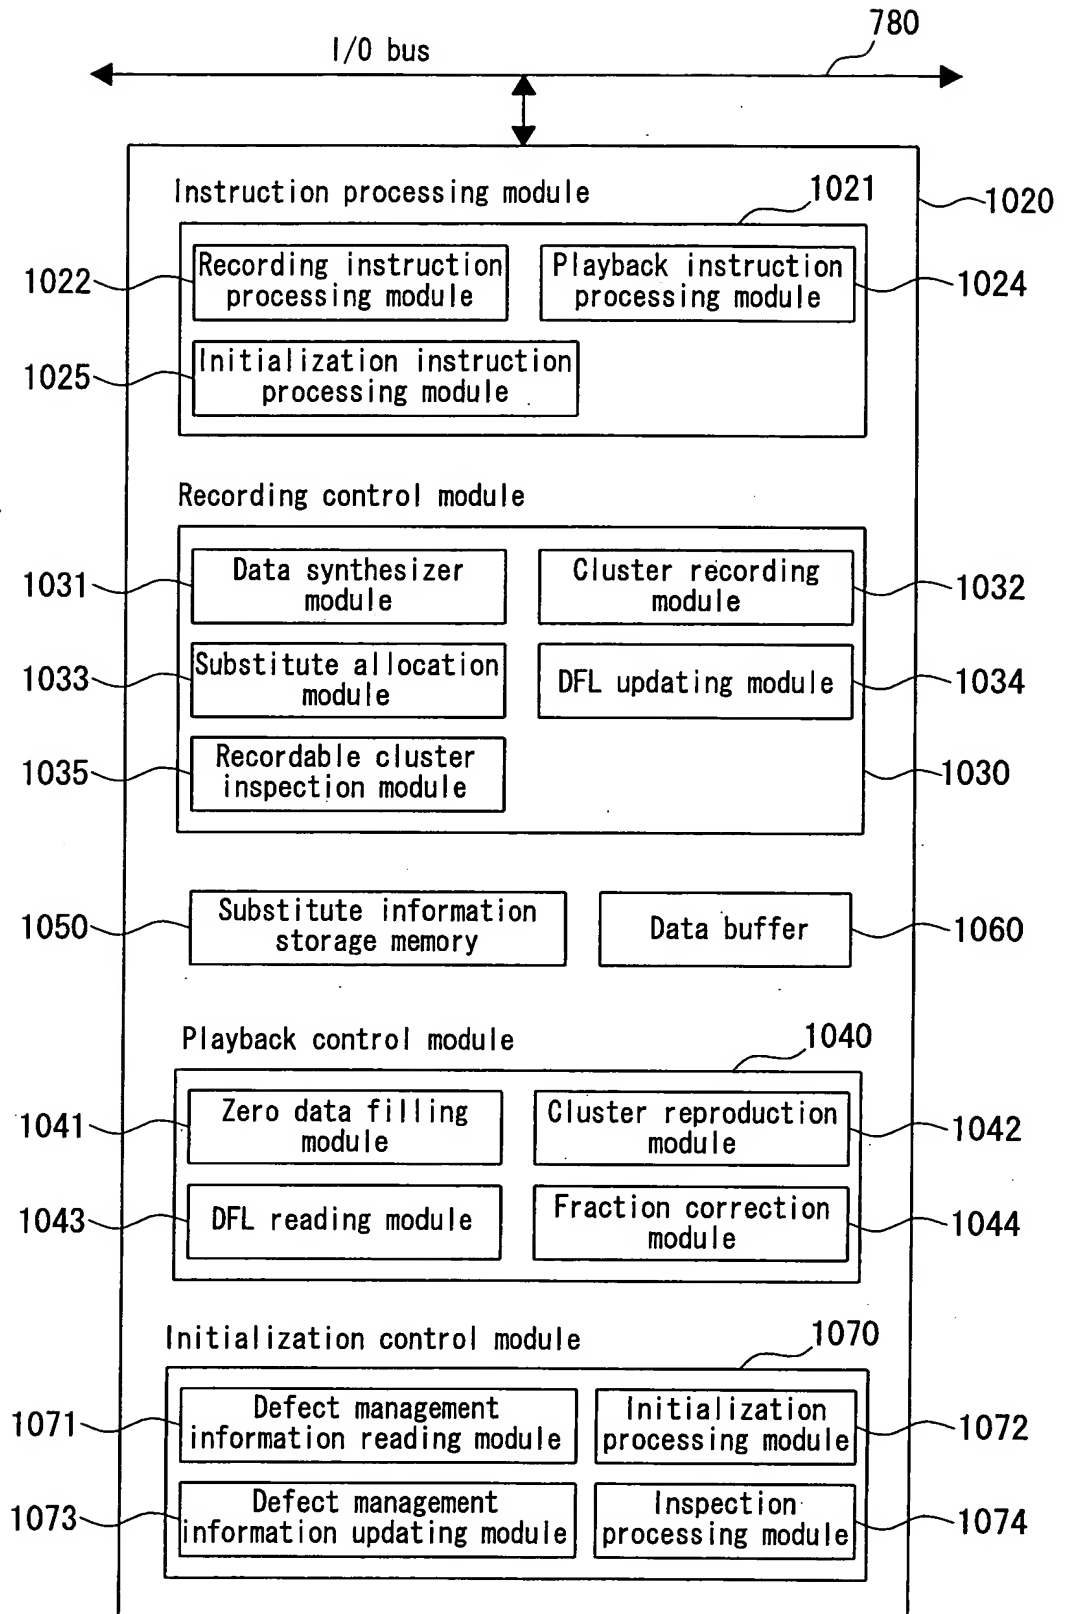 I/O bus
780
Instruction processing module
1021
1020
1022
Recording instruction
processing module
Playback instruction
processing module
1024
1025
Initialization instruction
processing module
Recording control module
1031
Data synthesizer
module
Cluster recording
module
1032
1033
Substitute allocation
module
DFL updating module
1034
1035
Recordable cluster
inspection module
1030
1050
Substitute information
storage memory
Data buffer
1060
Playback control module
1040
1041
Zero data filling
module
Cluster reproduction
module
1042
1043
DFL reading module
Fraction correction
module
1044
Initialization control module
1070
1071
Defect management
information reading module
Initialization
processing module
1072
1073
Defect management
information updating module
Inspection
processing module
1074